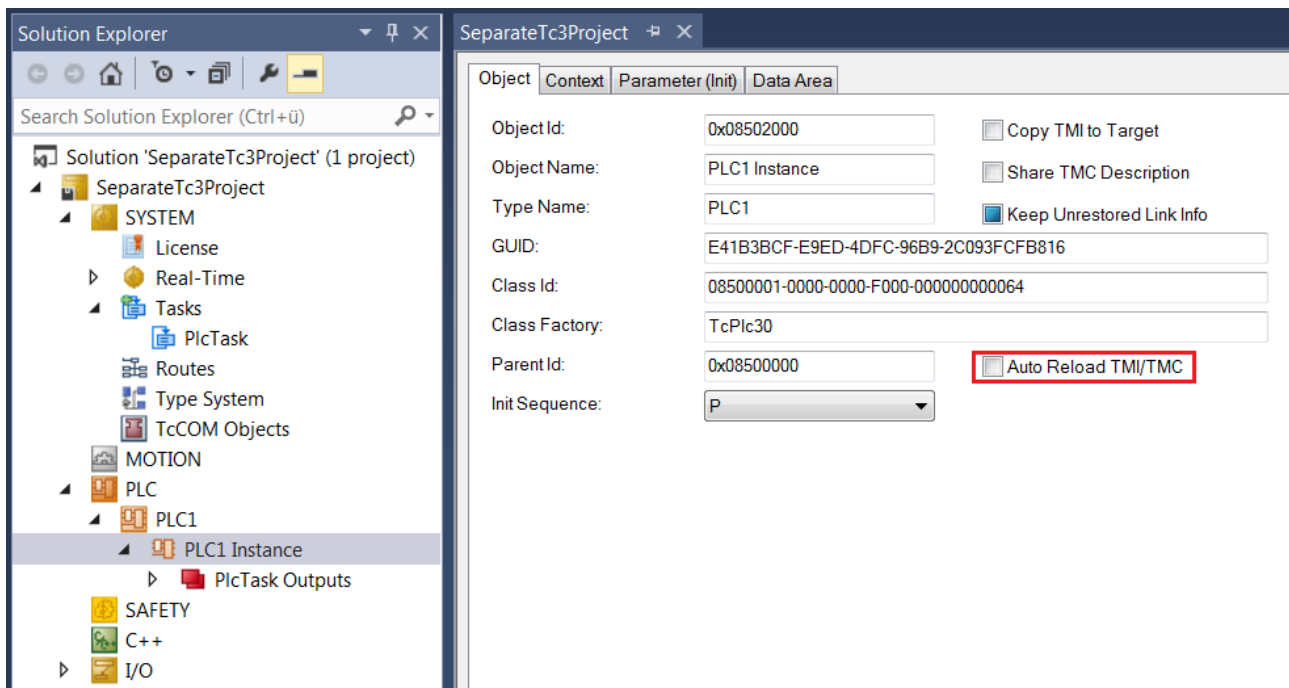 Solution Explorer
Search Solution Explorer (Ctrl+ü)
Solution 'SeparateTc3Project' (1 project)
SeparateTc3Project
SYSTEM
License
Real-Time
Tasks
PlcTask
Routes
Type System
TcCOM Objects
MOTION
PLC
PLC1
PLC1 Instance
PlcTask Outputs
SAFETY
C++
I/O
SeparateTc3Project
Object Context Parameter (Init) Data Area
Object Id: 0x08502000 Copy TMI to Target
Object Name: PLC1 Instance Share TMC Description
Type Name: PLC1 Keep Unrestored Link Info
GUID: E41B3BCF-E9ED-4DFC-96B9-2C093FCFB816
Class Id: 08500001-0000-0000-F000-000000000064
Class Factory: TcPlc30
Parent Id: 0x08500000 Auto Reload TMI/TMC
Init Sequence: P